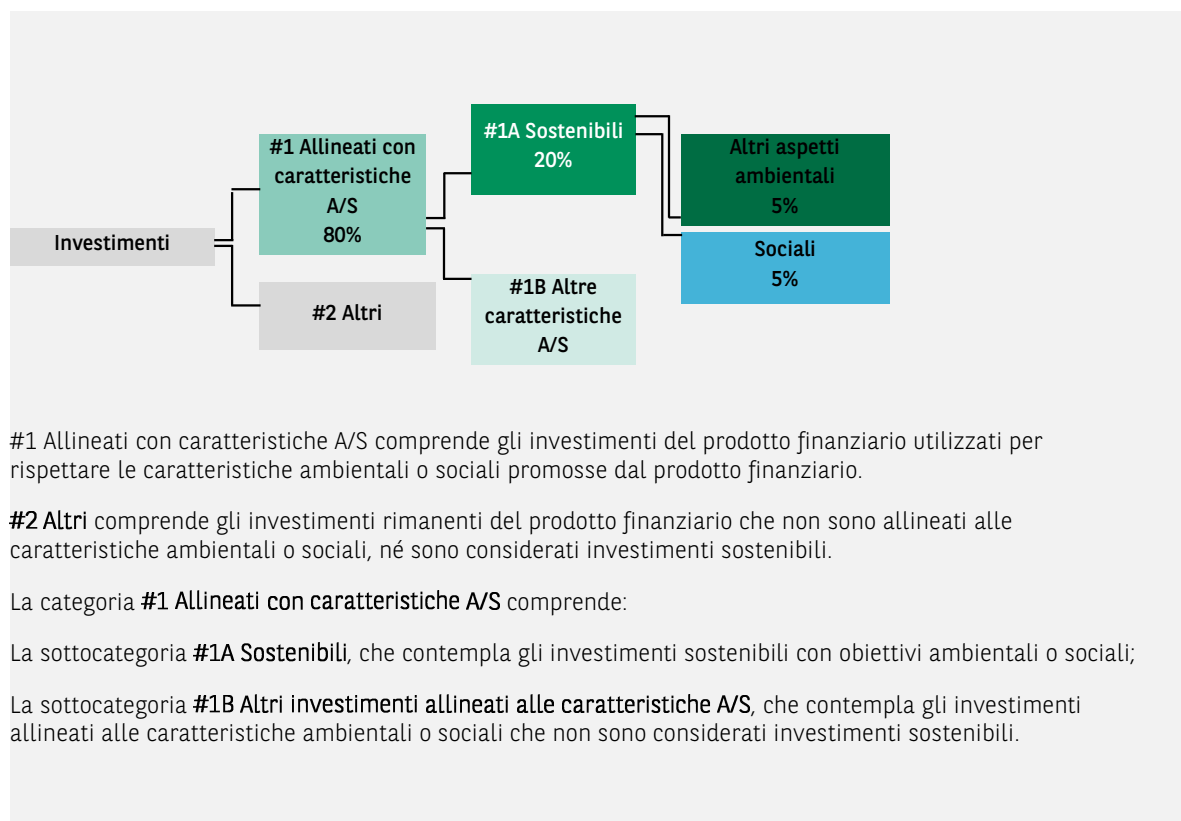 #1A Sostenibili
20%
#1 Allineati con
caratteristiche
A/S
80%
Altri aspetti
ambientali
5%
Investimenti
Sociali
5%
#2 Altri
#1B Altre
caratteristiche
A/S
#1 Allineati con caratteristiche A/S comprende gli investimenti del prodotto finanziario utilizzati per
rispettare le caratteristiche ambientali o sociali promosse dal prodotto finanziario.
#2 Altri comprende gli investimenti rimanenti del prodotto finanziario che non sono allineati alle
caratteristiche ambientali o sociali, né sono considerati investimenti sostenibili.
La categoria #1 Allineati con caratteristiche A/S comprende:
La sottocategoria #1A Sostenibili, che contempla gli investimenti sostenibili con obiettivi ambientali o sociali;
La sottocategoria #1B Altri investimenti allineati alle caratteristiche A/S, che contempla gli investimenti
allineati alle caratteristiche ambientali o sociali che non sono considerati investimenti sostenibili.